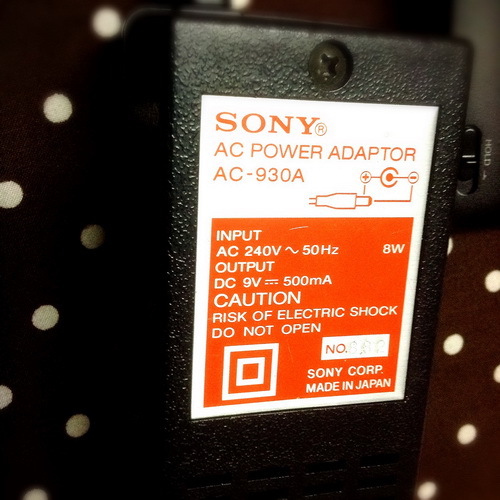 SONY®
AC POWER ADAPTOR
AC-930A
INPUT
AC 240V ~ 50Hz 8W
OUTPUT
DC 9V ⎓ 500mA
CAUTION
RISK OF ELECTRIC SHOCK
DO NOT OPEN
NO.
SONY CORP.
MADE IN JAPAN
HOLD